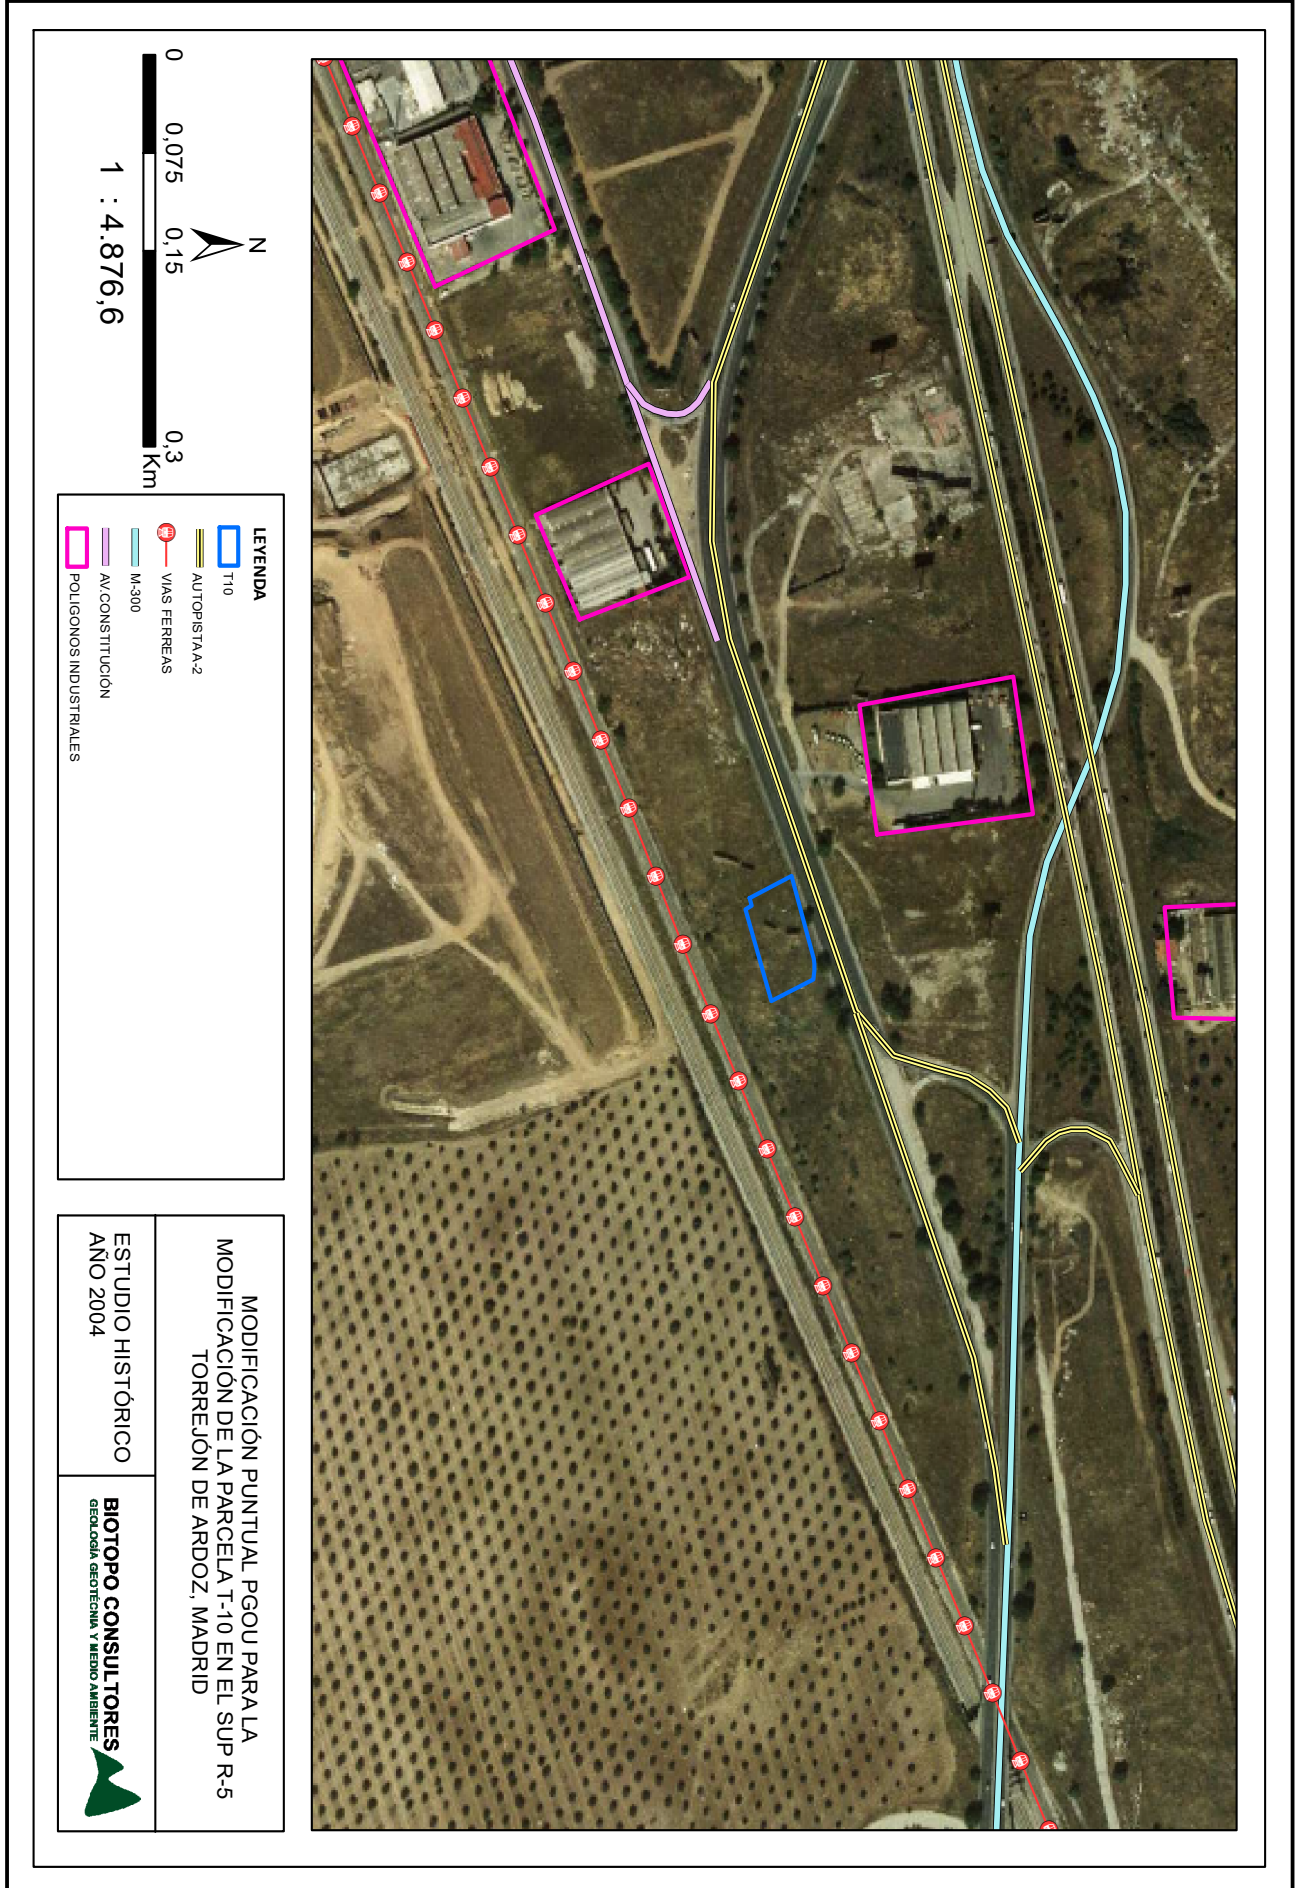 N
0 0,075 0,15 0,3
Km
1 : 4.876,6
LEYENDA
T10
AUTOPISTA A-2
VIAS FERREAS
M-300
AV.CONSTITUCIÓN
POLIGONOS INDUSTRIALES
MODIFICACIÓN PUNTUAL PGOU PARA LA
MODIFICACIÓN DE LA PARCELA T-10 EN EL SUP R-5
TORREJÓN DE ARDOZ, MADRID
ESTUDIO HISTÓRICO
AÑO 2004
BIOTOPO CONSULTORES
GEOLOGÍA GEOTÉCNIA Y MEDIO AMBIENTE